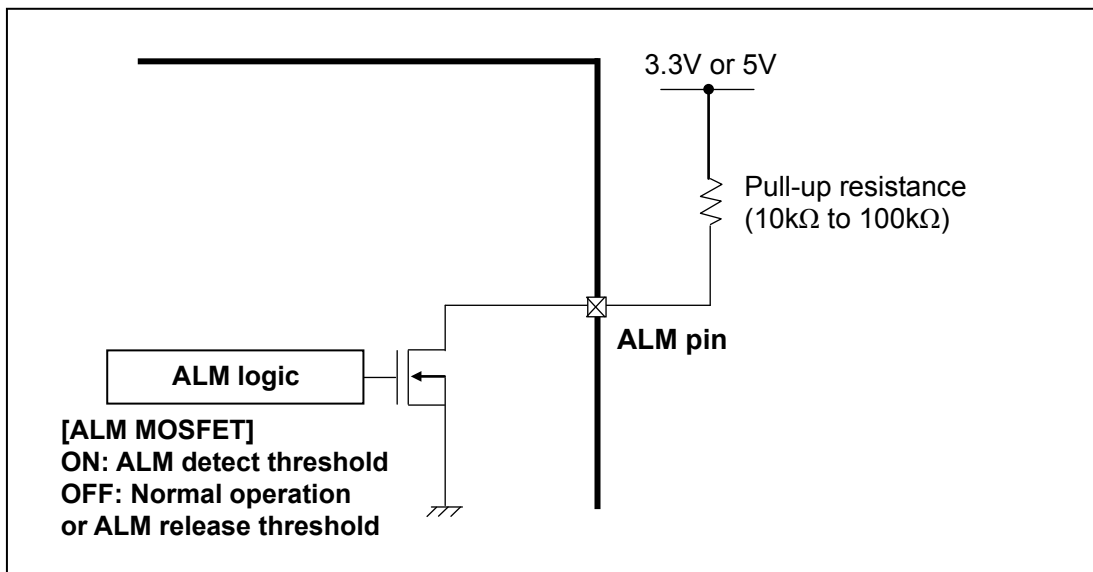 3.3V or 5V
Pull-up resistance
(10kΩ to 100kΩ)
ALM pin
ALM logic
[ALM MOSFET]
ON: ALM detect threshold
OFF: Normal operation
or ALM release threshold